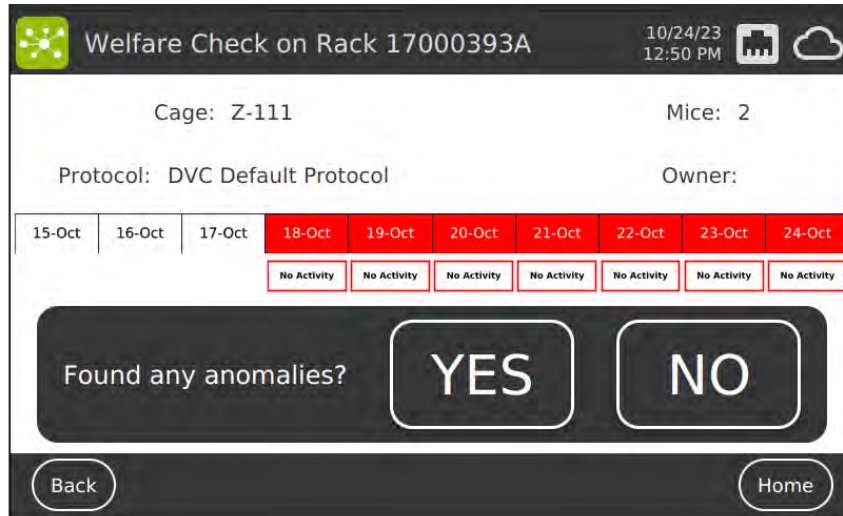 Welfare Check on Rack 17000393A
10/24/23
12:50 PM
Cage: Z-111
Mice: 2
Protocol: DVC Default Protocol
Owner:
15-Oct 16-Oct 17-Oct 18-Oct 19-Oct 20-Oct 21-Oct 22-Oct 23-Oct 24-Oct
No Activity No Activity No Activity No Activity No Activity No Activity No Activity
Found any anomalies? YES NO
Back Home